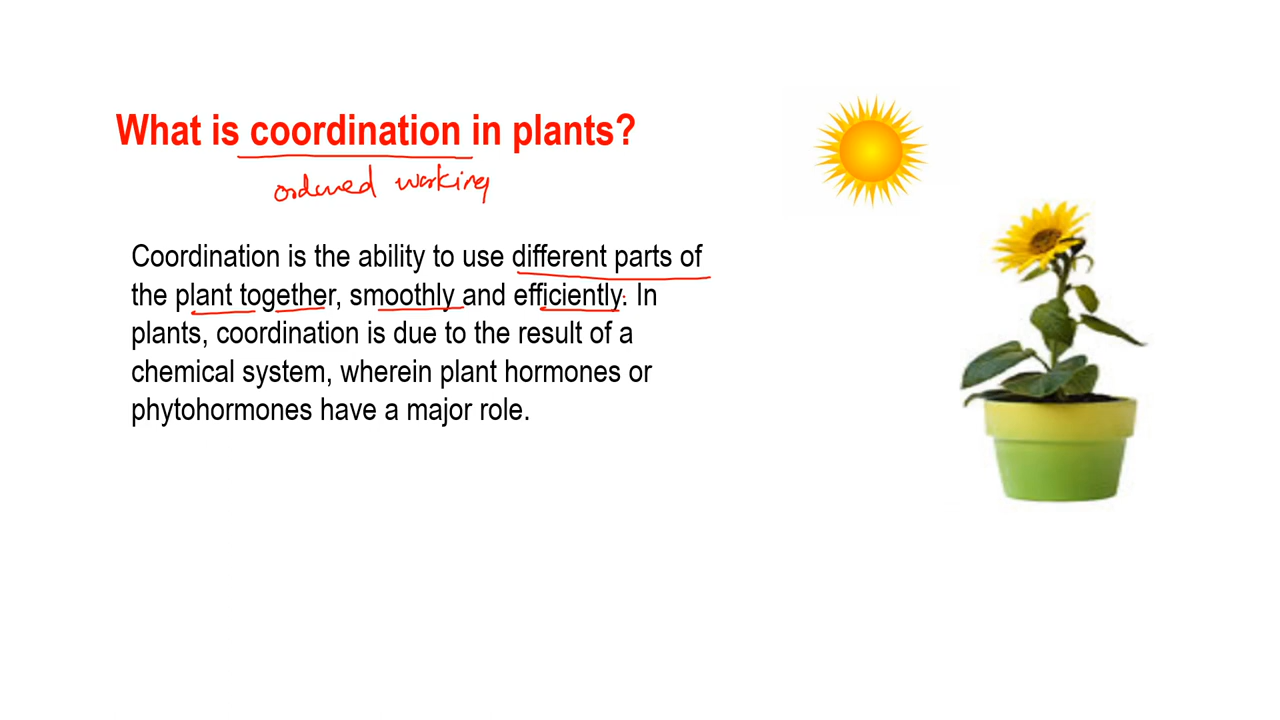 What is coordination in plants?
ordered working
Coordination is the ability to use different parts of
the plant together, smoothly and efficiently. In
plants, coordination is due to the result of a
chemical system, wherein plant hormones or
phytohormones have a major role.